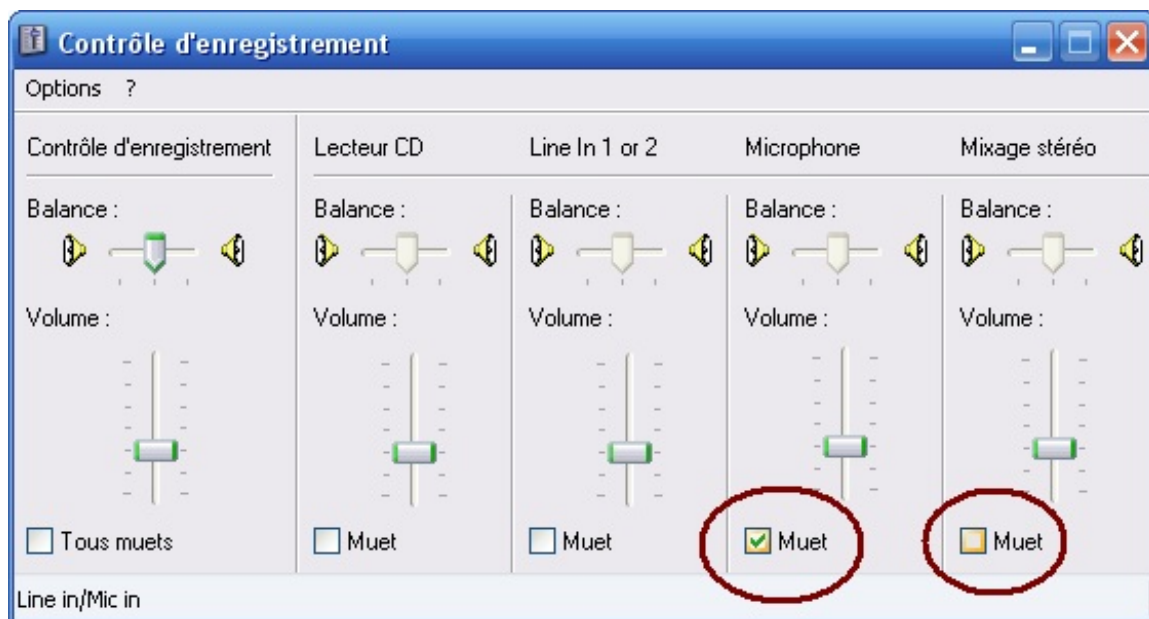 Contrôle d'enregistrement
Options ?
Contrôle d'enregistrement Lecteur CD Line In 1 or 2 Microphone Mixage stéréo
Balance : Balance : Balance : Balance : Balance :
Volume : Volume : Volume : Volume : Volume :
Tous muets Muet Muet Muet Muet
Line in/Mic in